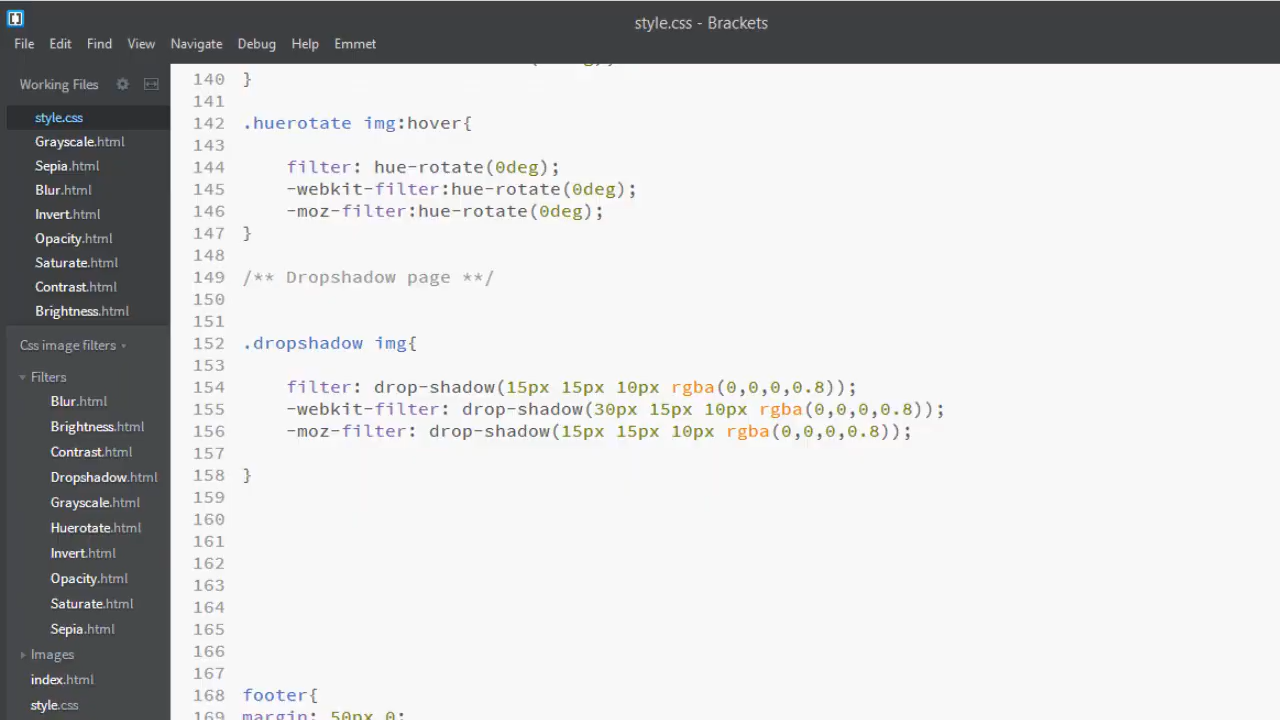 style.css - Brackets
File Edit Find View Navigate Debug Help Emmet
Working Files
style.css
Grayscale.html
Sepia.html
Blur.html
Invert.html
Opacity.html
Saturate.html
Contrast.html
Brightness.html
Css image filters
Filters
Blur.html
Brightness.html
Contrast.html
Dropshadow.html
Grayscale.html
Huerotate.html
Invert.html
Opacity.html
Saturate.html
Sepia.html
Images
index.html
style.css
140 }
141
142 .huerotate img:hover{
143
144 filter: hue-rotate(0deg);
145 -webkit-filter:hue-rotate(0deg);
146 -moz-filter:hue-rotate(0deg);
147 }
148
149 /** Dropshadow page **/
150
151
152 .dropshadow img{
153
154 filter: drop-shadow(15px 15px 10px rgba(0,0,0,0.8));
155 -webkit-filter: drop-shadow(30px 15px 10px rgba(0,0,0,0.8));
156 -moz-filter: drop-shadow(15px 15px 10px rgba(0,0,0,0.8));
157
158 }
159
160
161
162
163
164
165
166
167
168 footer{
169 margin: 50px 0;